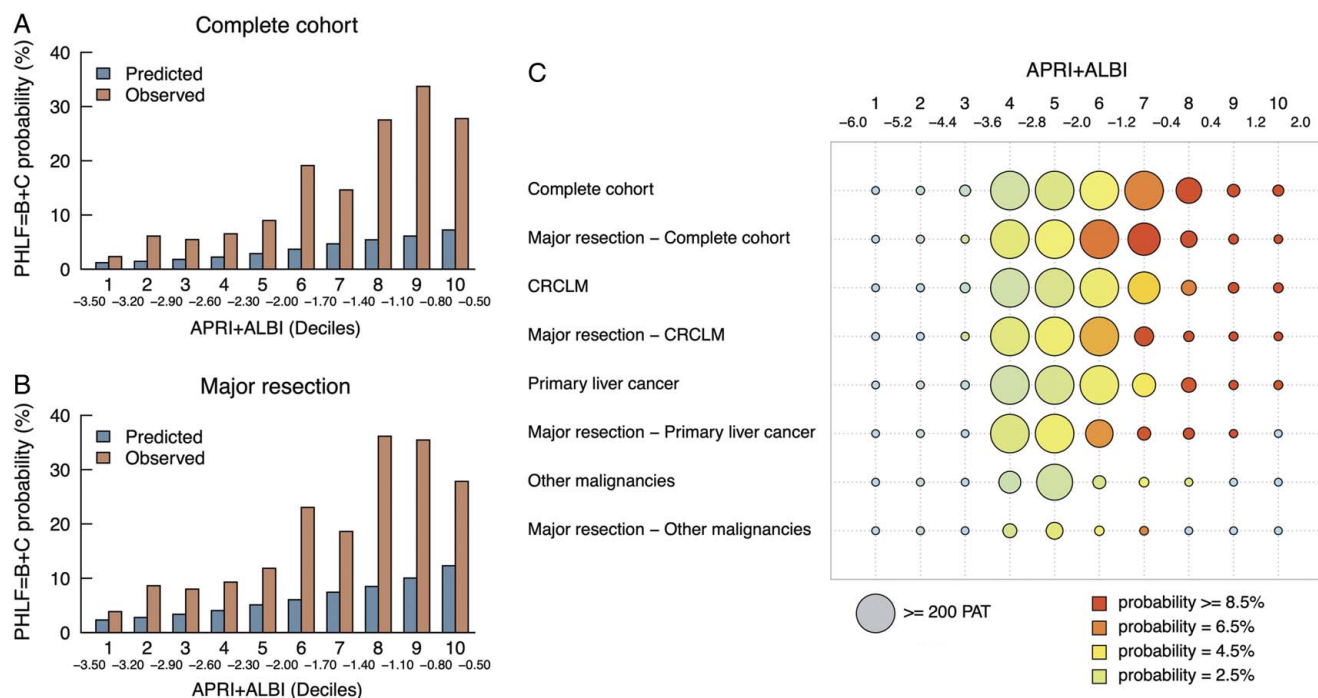 A
Complete cohort
PHLF=B+C probability (%)
40
30
20
10
0
Predicted
Observed
1 2 3 4 5 6 7 8 9 10
−3.50 −3.20 −2.90 −2.60 −2.30 −2.00 −1.70 −1.40 −1.10 −0.80 −0.50
APRI+ALBI (Deciles)
B
Major resection
PHLF=B+C probability (%)
40
30
20
10
0
Predicted
Observed
1 2 3 4 5 6 7 8 9 10
−3.50 −3.20 −2.90 −2.60 −2.30 −2.00 −1.70 −1.40 −1.10 −0.80 −0.50
APRI+ALBI (Deciles)
C
APRI+ALBI
1 2 3 4 5 6 7 8 9 10
−6.0 −5.2 −4.4 −3.6 −2.8 −2.0 −1.2 −0.4 0.4 1.2 2.0
Complete cohort
Major resection − Complete cohort
CRCLM
Major resection − CRCLM
Primary liver cancer
Major resection − Primary liver cancer
Other malignancies
Major resection − Other malignancies
>= 200 PAT
probability >= 8.5%
probability = 6.5%
probability = 4.5%
probability = 2.5%